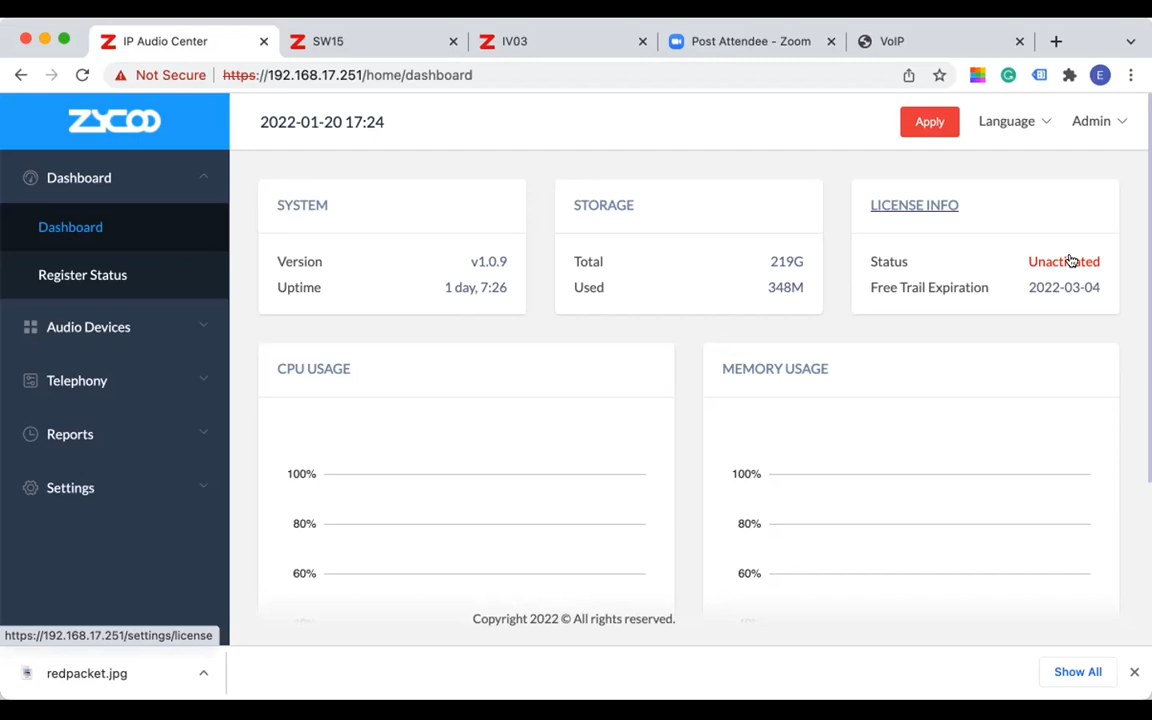 IP Audio Center
SW15
IV03
Post Attendee - Zoom
VoIP
Not Secure
https://192.168.17.251/home/dashboard
E
ZYCOO
2022-01-20 17:24
Apply
Language
Admin
Dashboard
Dashboard
Register Status
Audio Devices
Telephony
Reports
Settings
SYSTEM
Version v1.0.9
Uptime 1 day, 7:26
STORAGE
Total 219G
Used 348M
LICENSE INFO
Status Unactivated
Free Trail Expiration 2022-03-04
CPU USAGE
100%
80%
60%
MEMORY USAGE
100%
80%
60%
Copyright 2022 © All rights reserved.
https://192.168.17.251/settings/license
redpacket.jpg
Show All